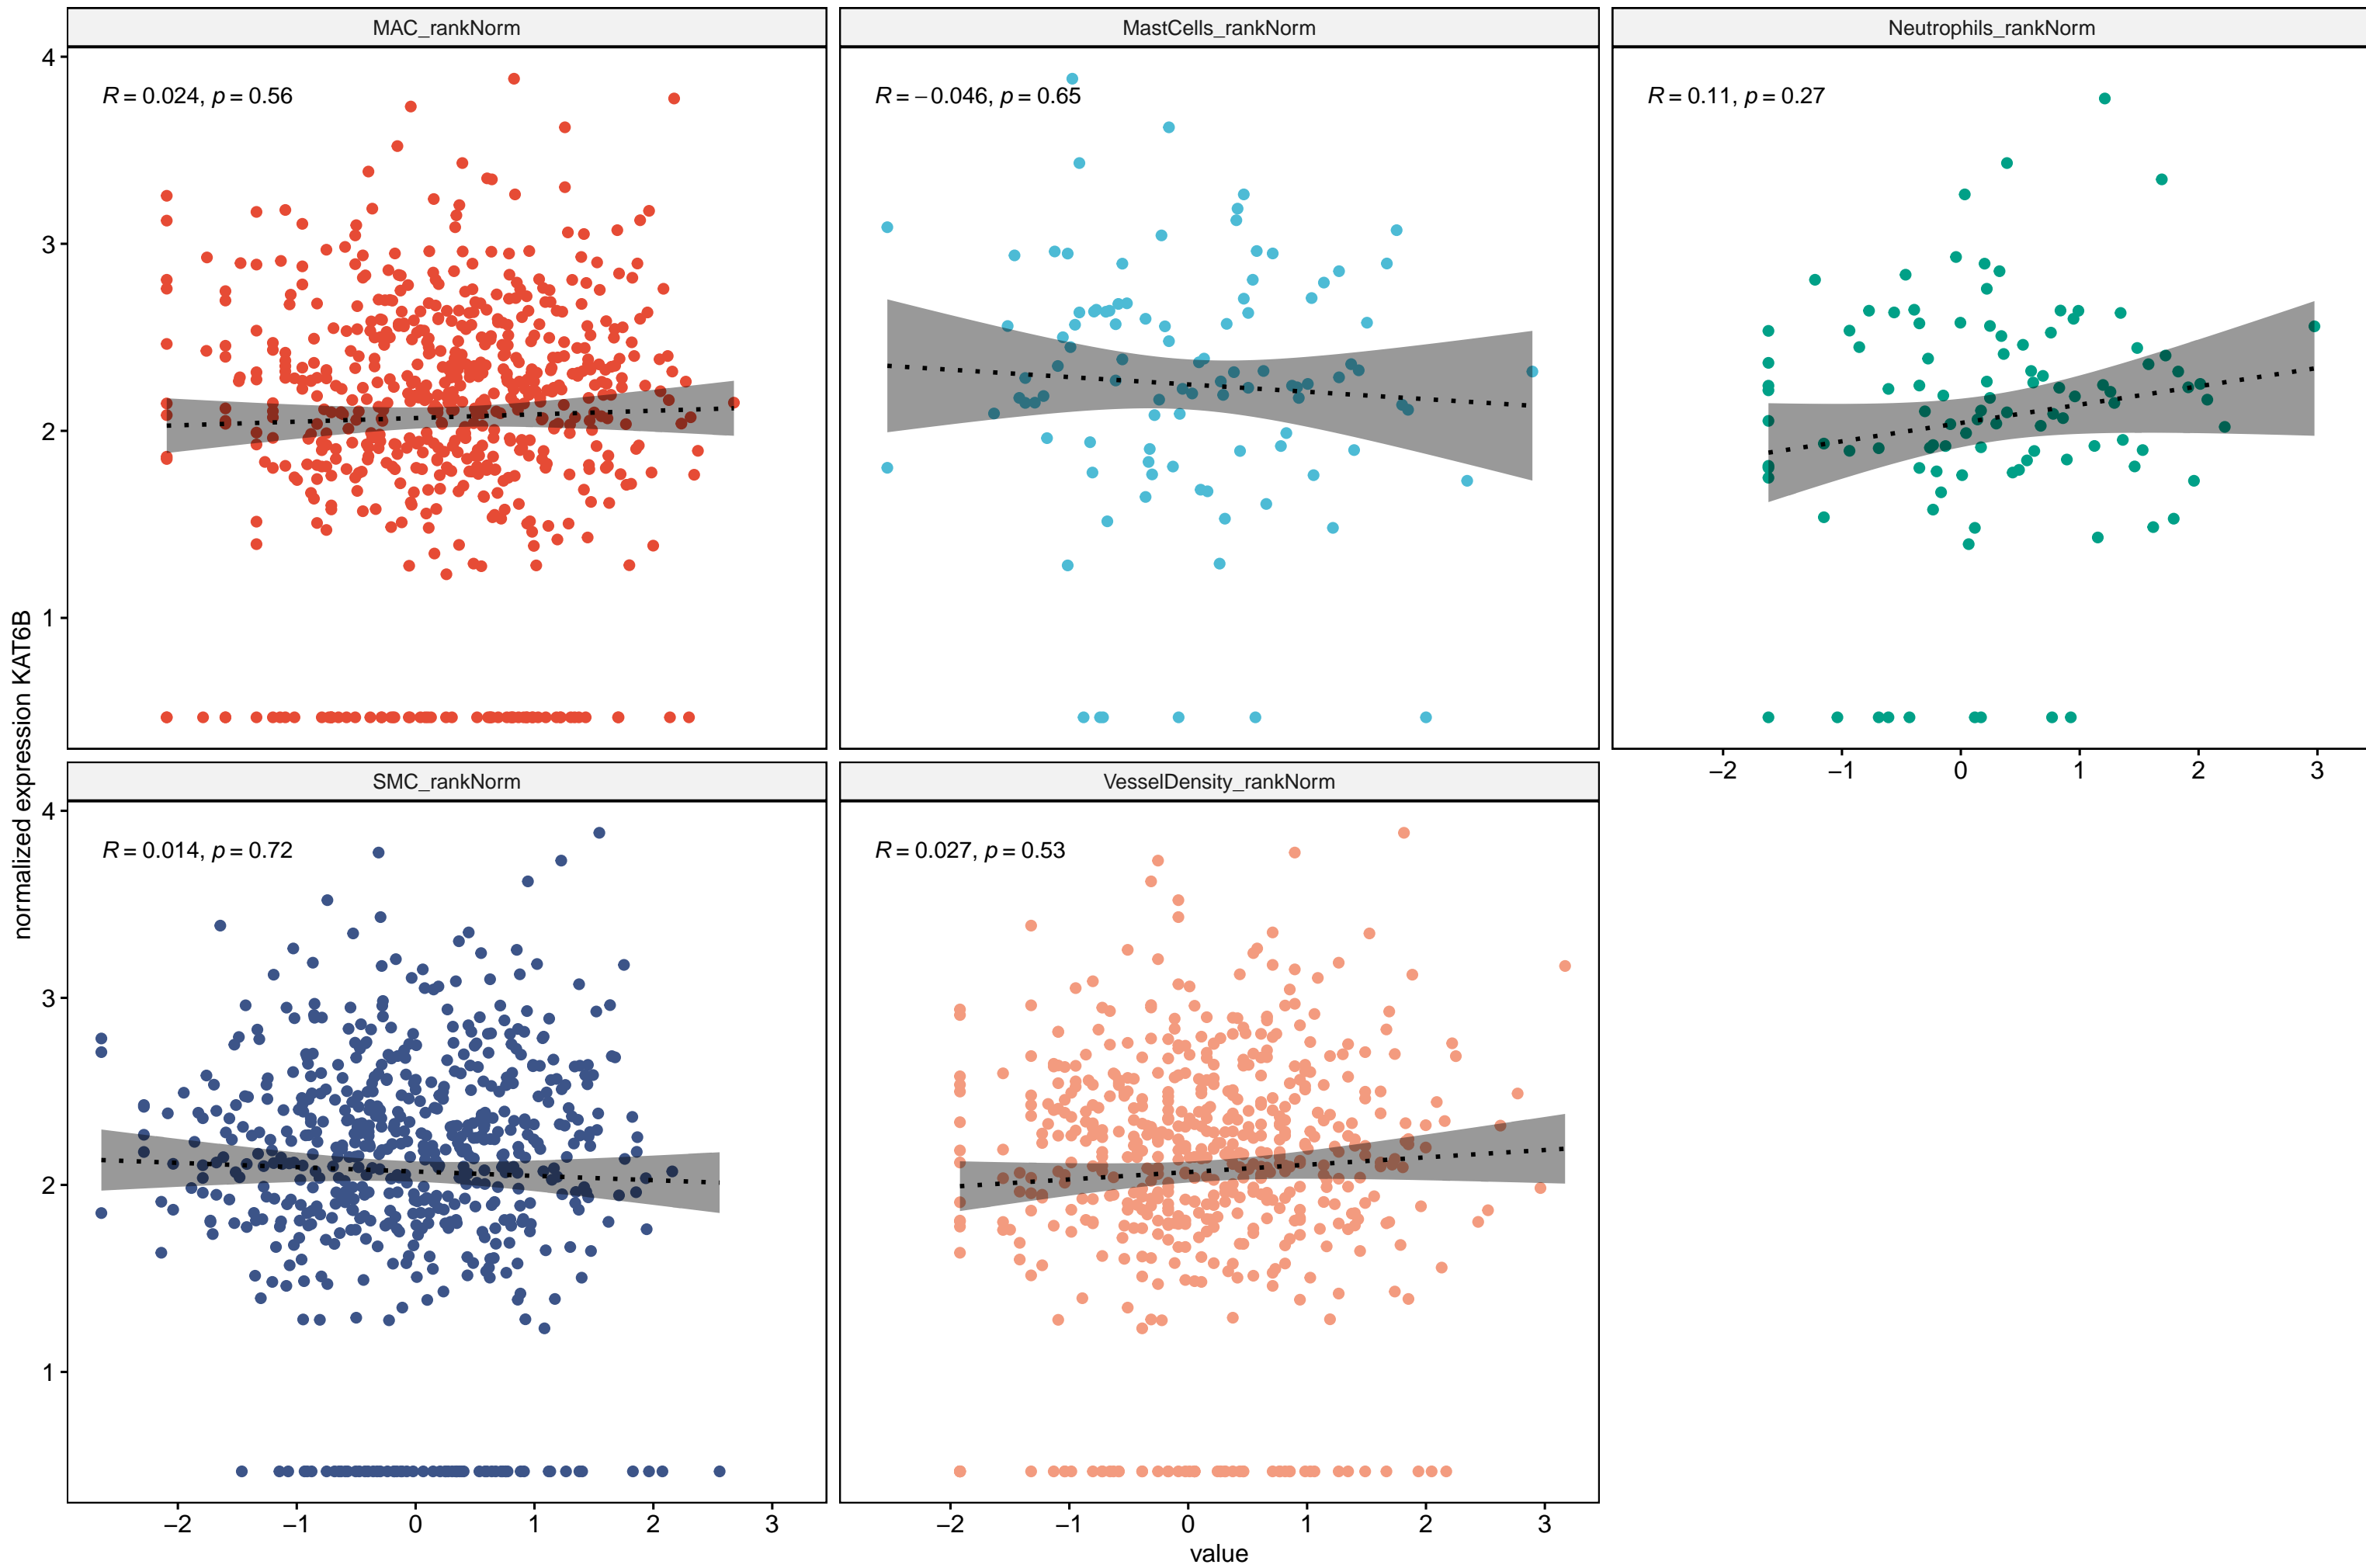 MAC_rankNorm
MastCells_rankNorm
Neutrophils_rankNorm
R = 0.024, p = 0.56
R = −0.046, p = 0.65
R = 0.11, p = 0.27
4
3
2
1
−2 −1 0 1 2 3
normalized expression KAT6B
SMC_rankNorm
VesselDensity_rankNorm
R = 0.014, p = 0.72
R = 0.027, p = 0.53
4
3
2
1
−2 −1 0 1 2 3
−2 −1 0 1 2 3
value